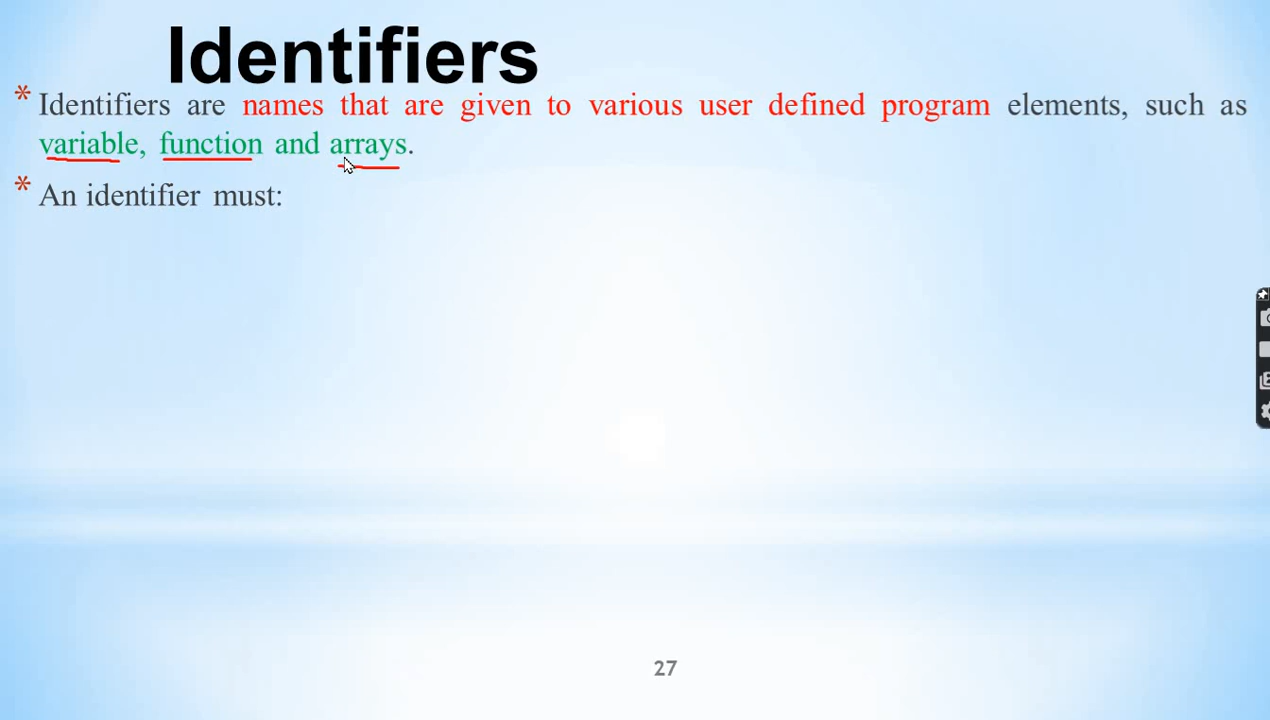 Identifiers
* Identifiers are names that are given to various user defined program elements, such as
variable, function and arrays.
* An identifier must:
27